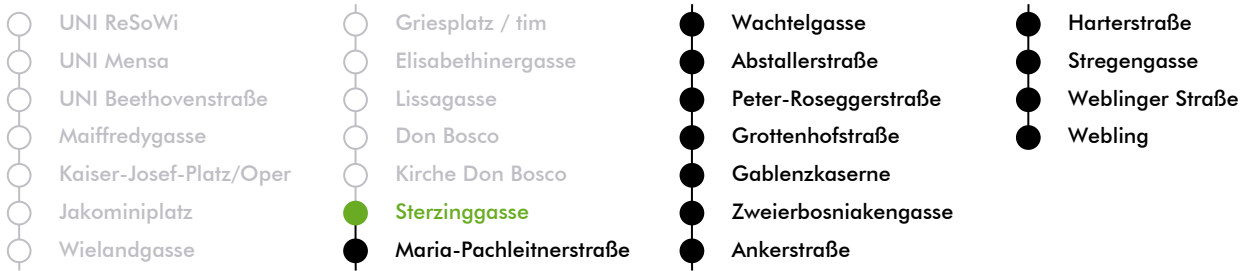 UNI ReSoWi
UNI Mensa
UNI Beethovenstraße
Maiffredygasse
Kaiser-Josef-Platz/Oper
Jakominiplatz
Wielandgasse
Griesplatz / tim
Elisabethinergasse
Lissagasse
Don Bosco
Kirche Don Bosco
Sterzinggasse
Maria-Pachleitnerstraße
Wachtelgasse
Abstallerstraße
Peter-Roseggerstraße
Grottenhofstraße
Gablenzkaserne
Zweierbosniakengasse
Ankerstraße
Harterstraße
Stregengasse
Weblinger Straße
Webling